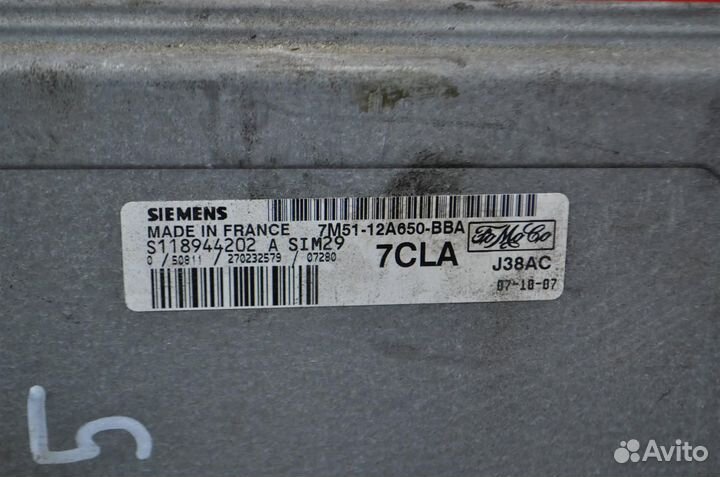 SIEMENS
MADE IN FRANCE 7M51-12A650-BBA FoMoCo
S118944202 A SIM29
0 / 50811 / 270232579 / 07280
7CLA J38AC
07-10-07
5
Avito